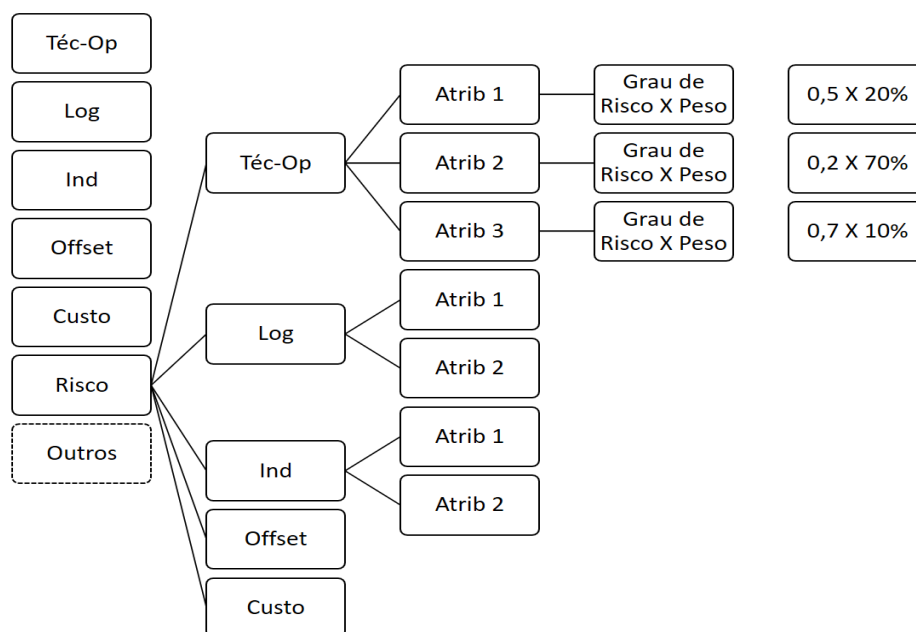 Téc-Op
Log
Ind
Offset
Custo
Risco
Outros
Téc-Op
Log
Ind
Offset
Custo
Atrib 1
Atrib 2
Atrib 3
Atrib 1
Atrib 2
Atrib 1
Atrib 2
Grau de
Risco X Peso
Grau de
Risco X Peso
Grau de
Risco X Peso
0,5 X 20%
0,2 X 70%
0,7 X 10%